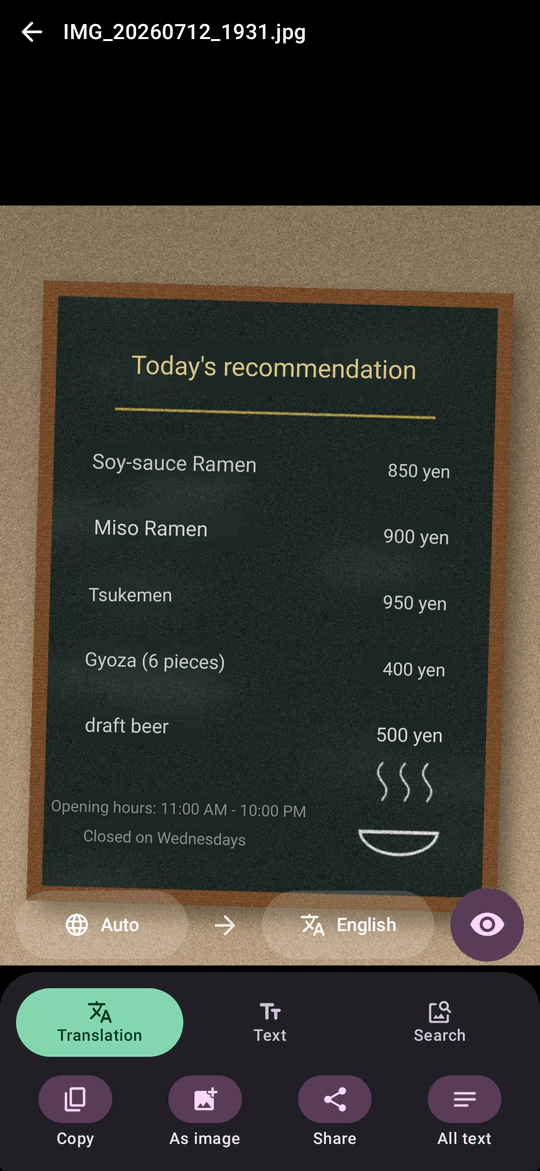 IMG_20260712_1931.jpg
Today's recommendation
Soy-sauce Ramen 850 yen
Miso Ramen 900 yen
Tsukemen 950 yen
Gyoza (6 pieces) 400 yen
draft beer 500 yen
Opening hours: 11:00 AM - 10:00 PM
Closed on Wednesdays
Auto → English
Translation Text Search
Copy As image Share All text